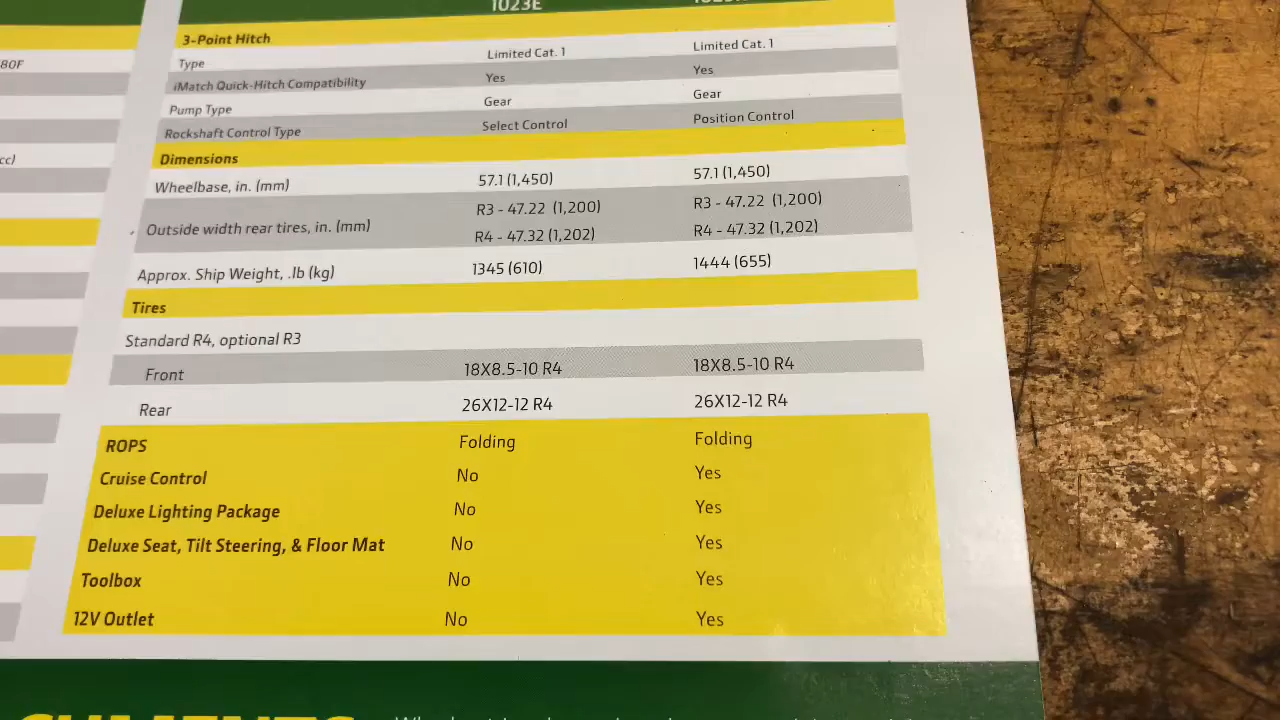 1023E
3-Point Hitch
80F
Type Limited Cat. 1 Limited Cat. 1
iMatch Quick-Hitch Compatibility Yes Yes
Pump Type Gear Gear
Rockshaft Control Type Select Control Position Control
cc)
Dimensions
Wheelbase, in. (mm) 57.1 (1,450) 57.1 (1,450)
Outside width rear tires, in. (mm) R3 - 47.22 (1,200) R3 - 47.22 (1,200)
R4 - 47.32 (1,202) R4 - 47.32 (1,202)
Approx. Ship Weight, .lb (kg) 1345 (610) 1444 (655)
Tires
Standard R4, optional R3
Front 18X8.5-10 R4 18X8.5-10 R4
Rear 26X12-12 R4 26X12-12 R4
ROPS Folding Folding
Cruise Control No Yes
Deluxe Lighting Package No Yes
Deluxe Seat, Tilt Steering, & Floor Mat No Yes
Toolbox No Yes
12V Outlet No Yes